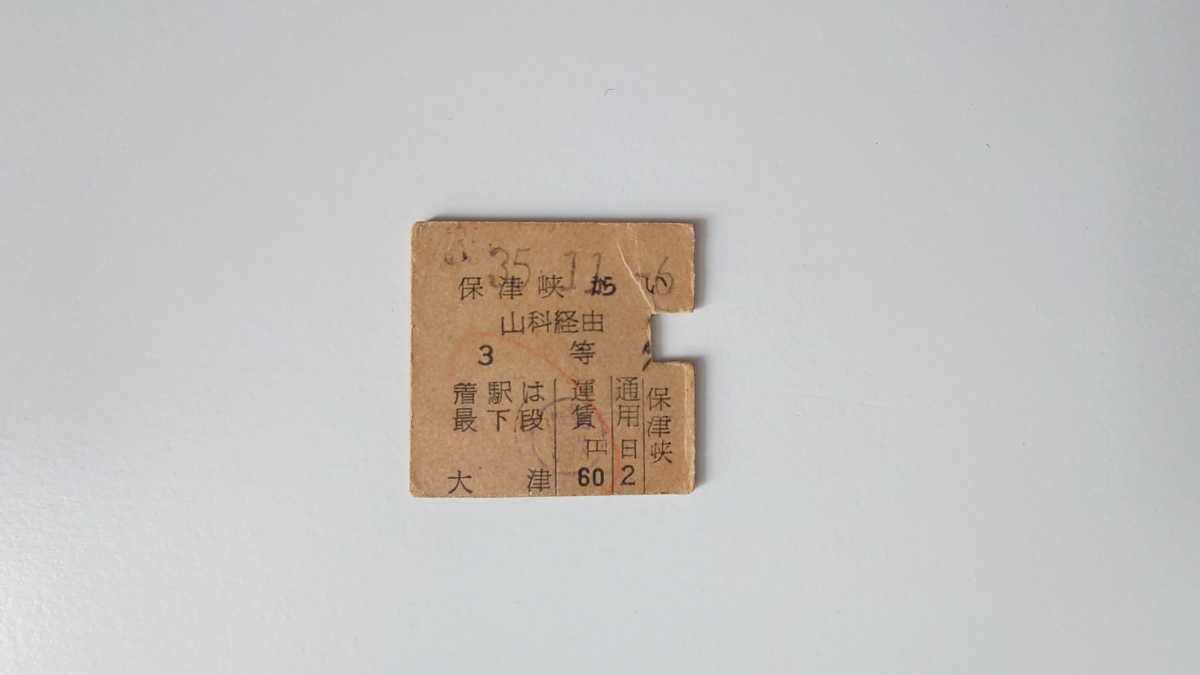 35.11.-6
保津峡から
山科経由
3 等
着駅は
最下段
大津
運賃
円
60
通用
日
2
保津峡